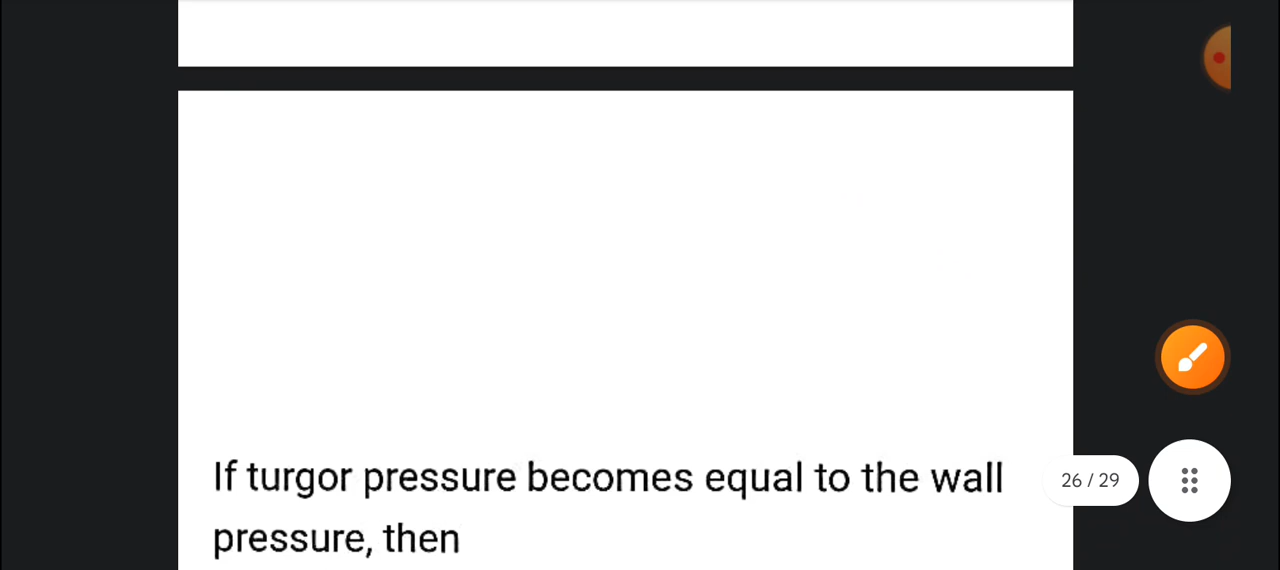 If turgor pressure becomes equal to the wall
26 / 29
pressure, then